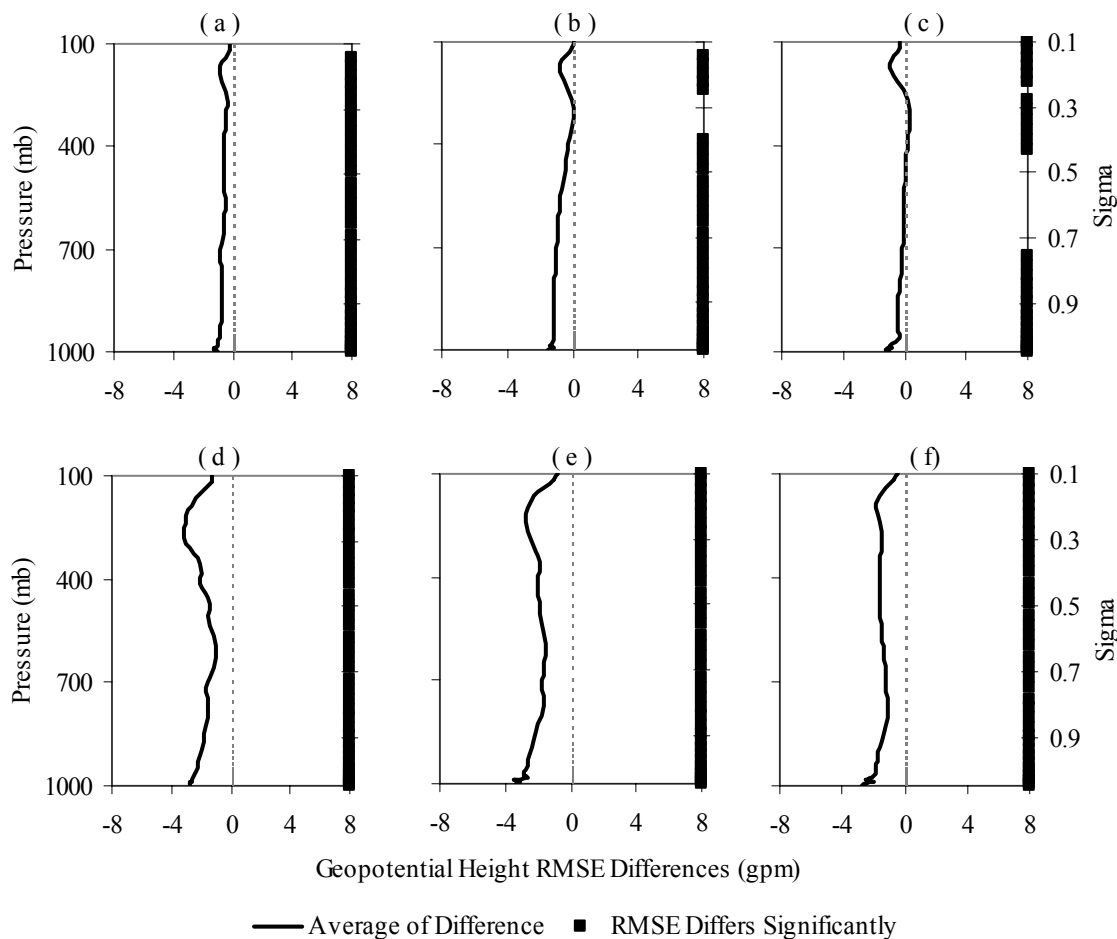 ( a )
( b )
( c )
100
400
700
1000
Pressure (mb)
0.1
0.3
0.5
0.7
0.9
Sigma
-8 -4 0 4 8
-8 -4 0 4 8
-8 -4 0 4 8
( d )
( e )
( f)
100
400
700
1000
Pressure (mb)
0.1
0.3
0.5
0.7
0.9
Sigma
-8 -4 0 4 8
-8 -4 0 4 8
-8 -4 0 4 8
Geopotential Height RMSE Differences (gpm)
Average of Difference
RMSE Differs Significantly